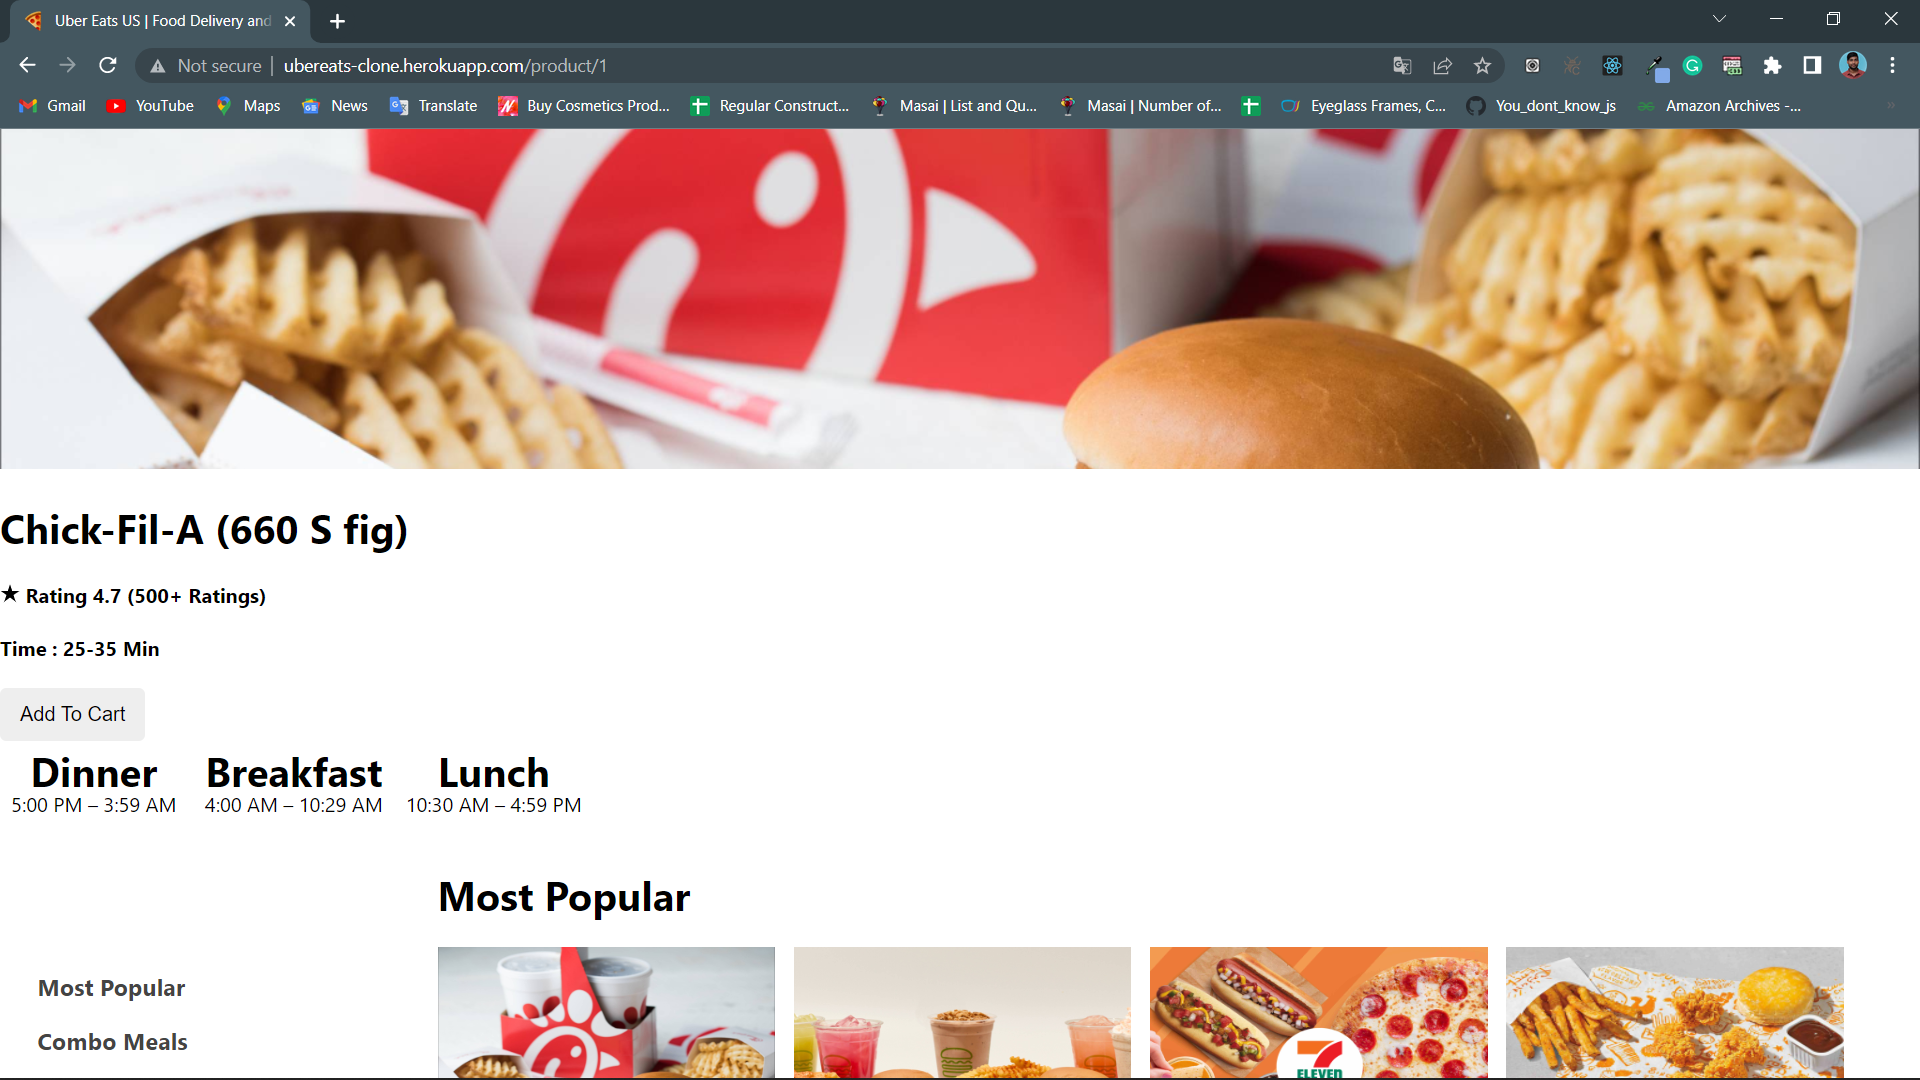 Uber Eats US | Food Delivery and
Not secure
ubereats-clone.herokuapp.com/product/1
Gmail
YouTube
Maps
News
Translate
Buy Cosmetics Prod...
Regular Construct...
Masai | List and Qu...
Masai | Number of...
Eyeglass Frames, C...
You_dont_know_js
Amazon Archives -...
Chick-Fil-A (660 S fig)
★ Rating 4.7 (500+ Ratings)
Time : 25-35 Min
Add To Cart
Dinner
5:00 PM – 3:59 AM
Breakfast
4:00 AM – 10:29 AM
Lunch
10:30 AM – 4:59 PM
Most Popular
Most Popular
Combo Meals
7
ELEVEN